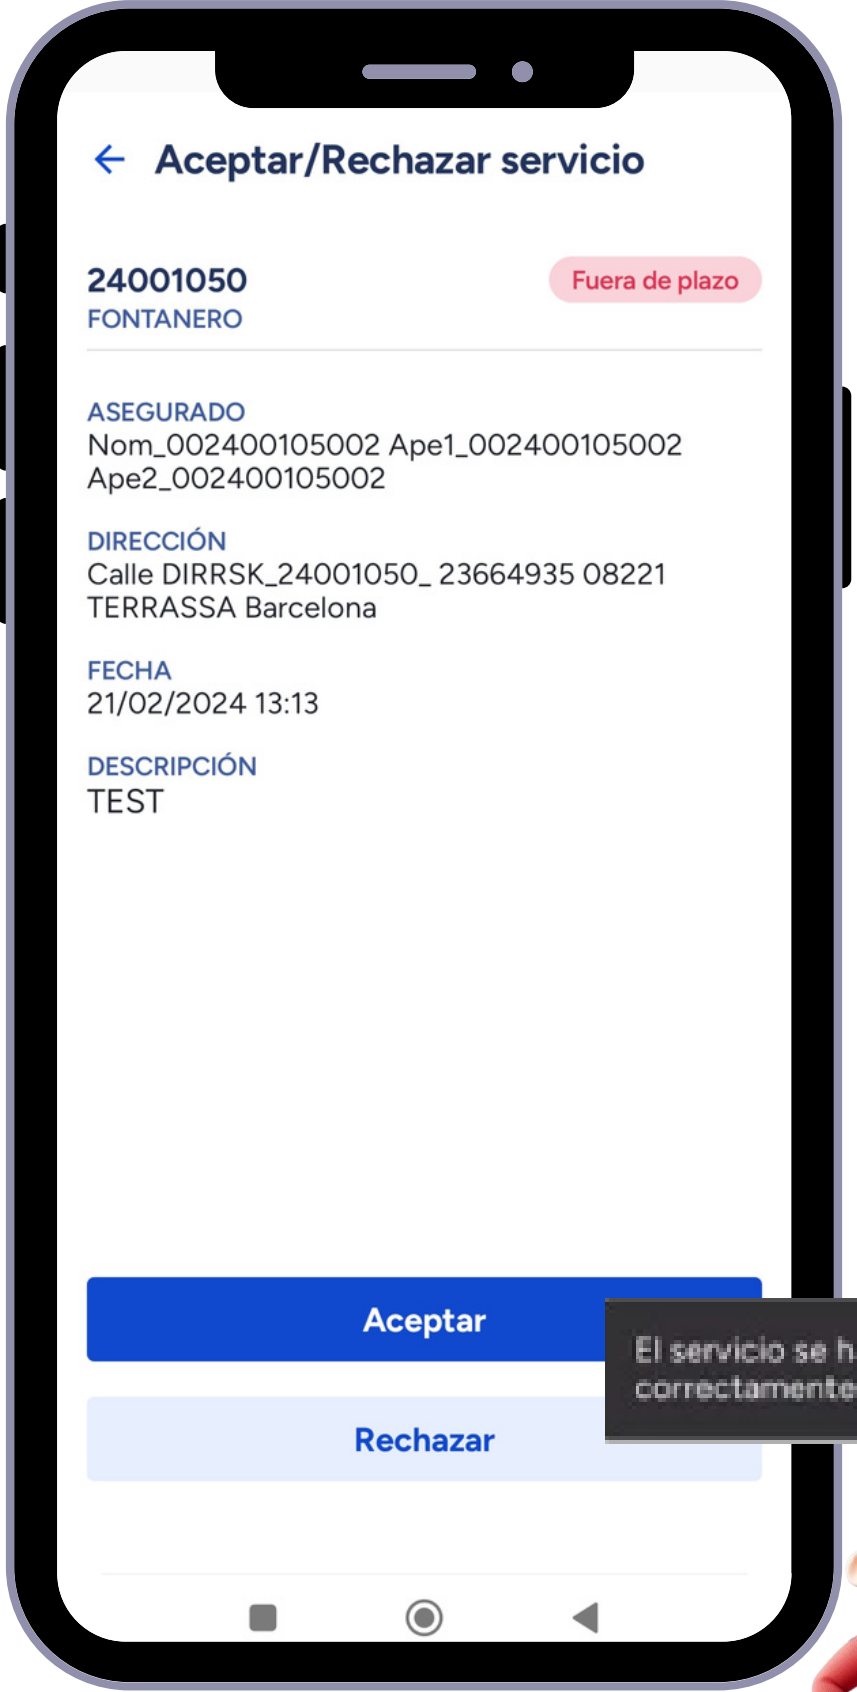 Aceptar/Rechazar servicio
24001050
Fuera de plazo
FONTANERO
ASEGURADO
Nom_002400105002 Ape1_002400105002
Ape2_002400105002
DIRECCIÓN
Calle DIRRSK_24001050_ 23664935 08221
TERRASSA Barcelona
FECHA
21/02/2024 13:13
DESCRIPCIÓN
TEST
Aceptar
El servicio se h
correctamente
Rechazar